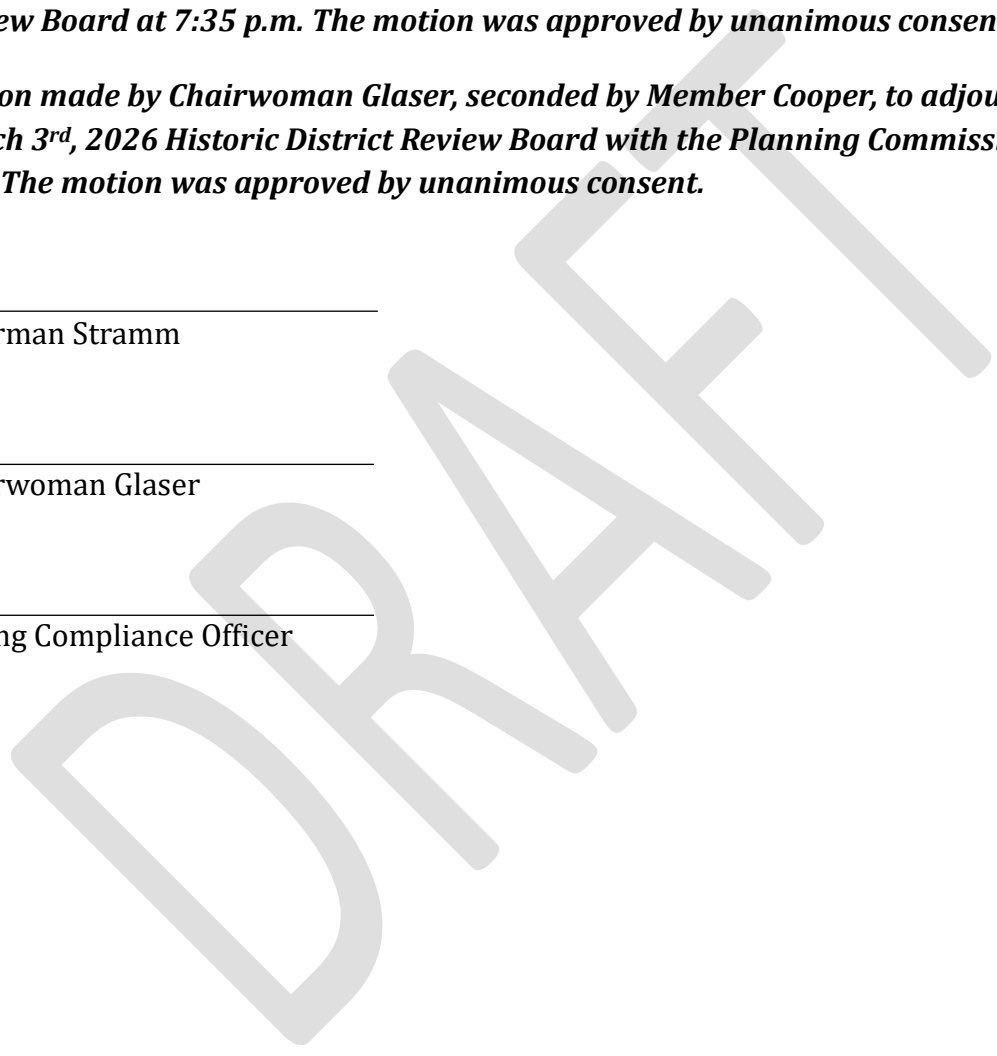 ew Board at 7:35 p.m. The motion was approved by unanimous consen
on made by Chairwoman Glaser, seconded by Member Cooper, to adjou
ch 3rd, 2026 Historic District Review Board with the Planning Commiss
The motion was approved by unanimous consent.
rman Stramm
rwoman Glaser
ng Compliance Officer
DRAFT